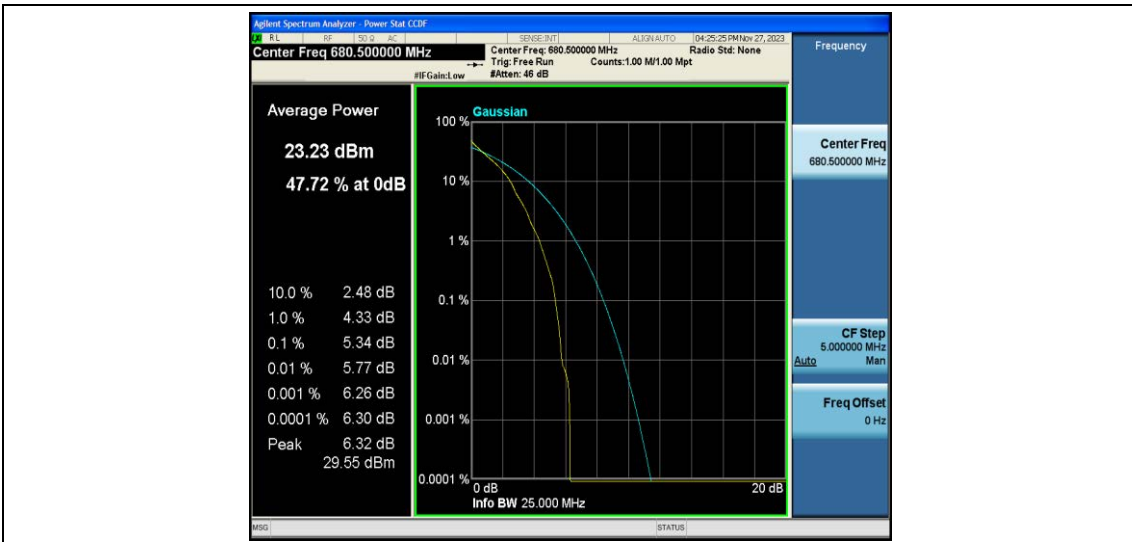 Agilent Spectrum Analyzer - Power Stat CCDF
RL RF 50 Ω AC SENSE:INT ALIGN AUTO 04:25:25 PM Nov 27, 2023
Center Freq 680.500000 MHz
Center Freq: 680.500000 MHz Radio Std: None
Trig: Free Run Counts:1.00 M/1.00 Mpt
#IFGain:Low #Atten: 46 dB
Frequency
Average Power
23.23 dBm
47.72 % at 0dB
10.0 % 2.48 dB
1.0 % 4.33 dB
0.1 % 5.34 dB
0.01 % 5.77 dB
0.001 % 6.26 dB
0.0001 % 6.30 dB
Peak 6.32 dB
29.55 dBm
Gaussian
100 %
10 %
1 %
0.1 %
0.01 %
0.001 %
0.0001 %
0 dB 20 dB
Info BW 25.000 MHz
Center Freq
680.500000 MHz
CF Step
5.000000 MHz
Auto Man
Freq Offset
0 Hz
MSG STATUS